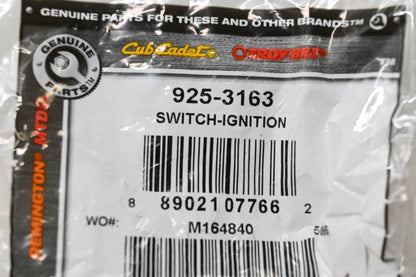 GENUINE PARTS FOR THESE AND OTHER BRANDS™
GENUINE PARTS™
Cub Cadet
TROY-BILT
REMINGTON® MTD
925-3163
SWITCH-IGNITION
8 89021 07766 2
WO#: M164840